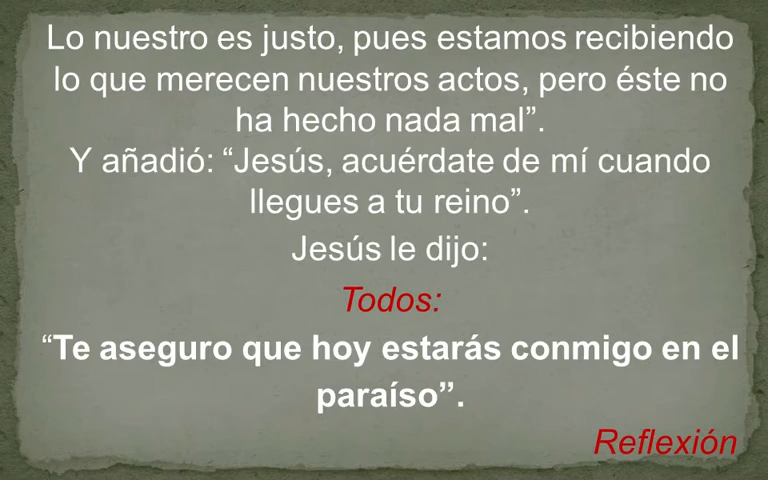 Lo nuestro es justo, pues estamos recibiendo
lo que merecen nuestros actos, pero éste no
ha hecho nada mal”.
Y añadió: “Jesús, acuérdate de mí cuando
llegues a tu reino”.
Jesús le dijo:
Todos:
“Te aseguro que hoy estarás conmigo en el
paraíso”.
Reflexión